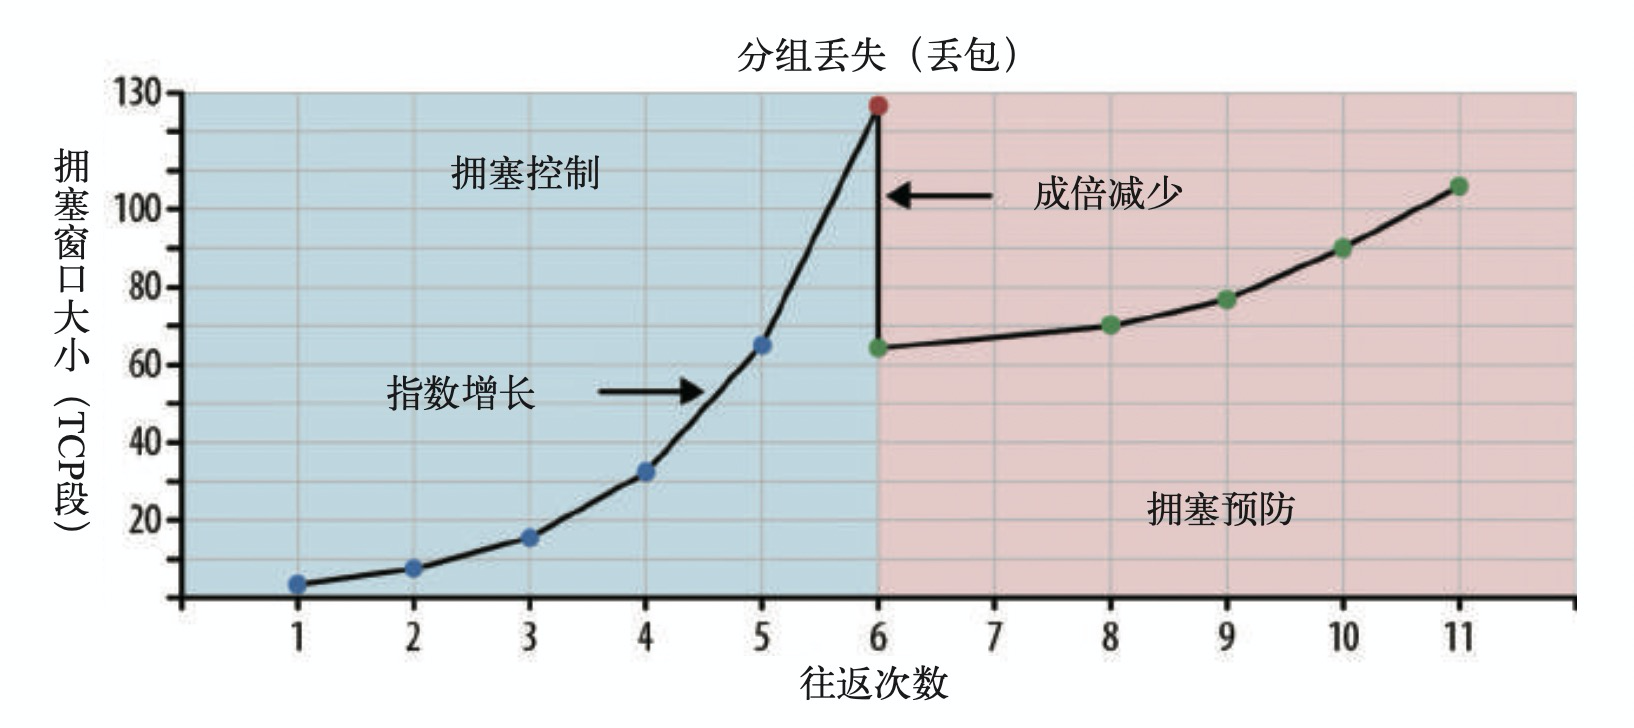 分组丢失（丢包）
130
100
80
60
40
20
拥塞窗口大小（TCP段）
拥塞控制
成倍减少
指数增长
拥塞预防
1 2 3 4 5 6 7 8 9 10 11
往返次数